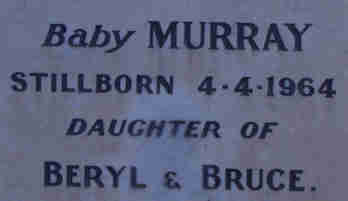 Baby MURRAY
STILLBORN 4·4·1964
DAUGHTER OF
BERYL & BRUCE.